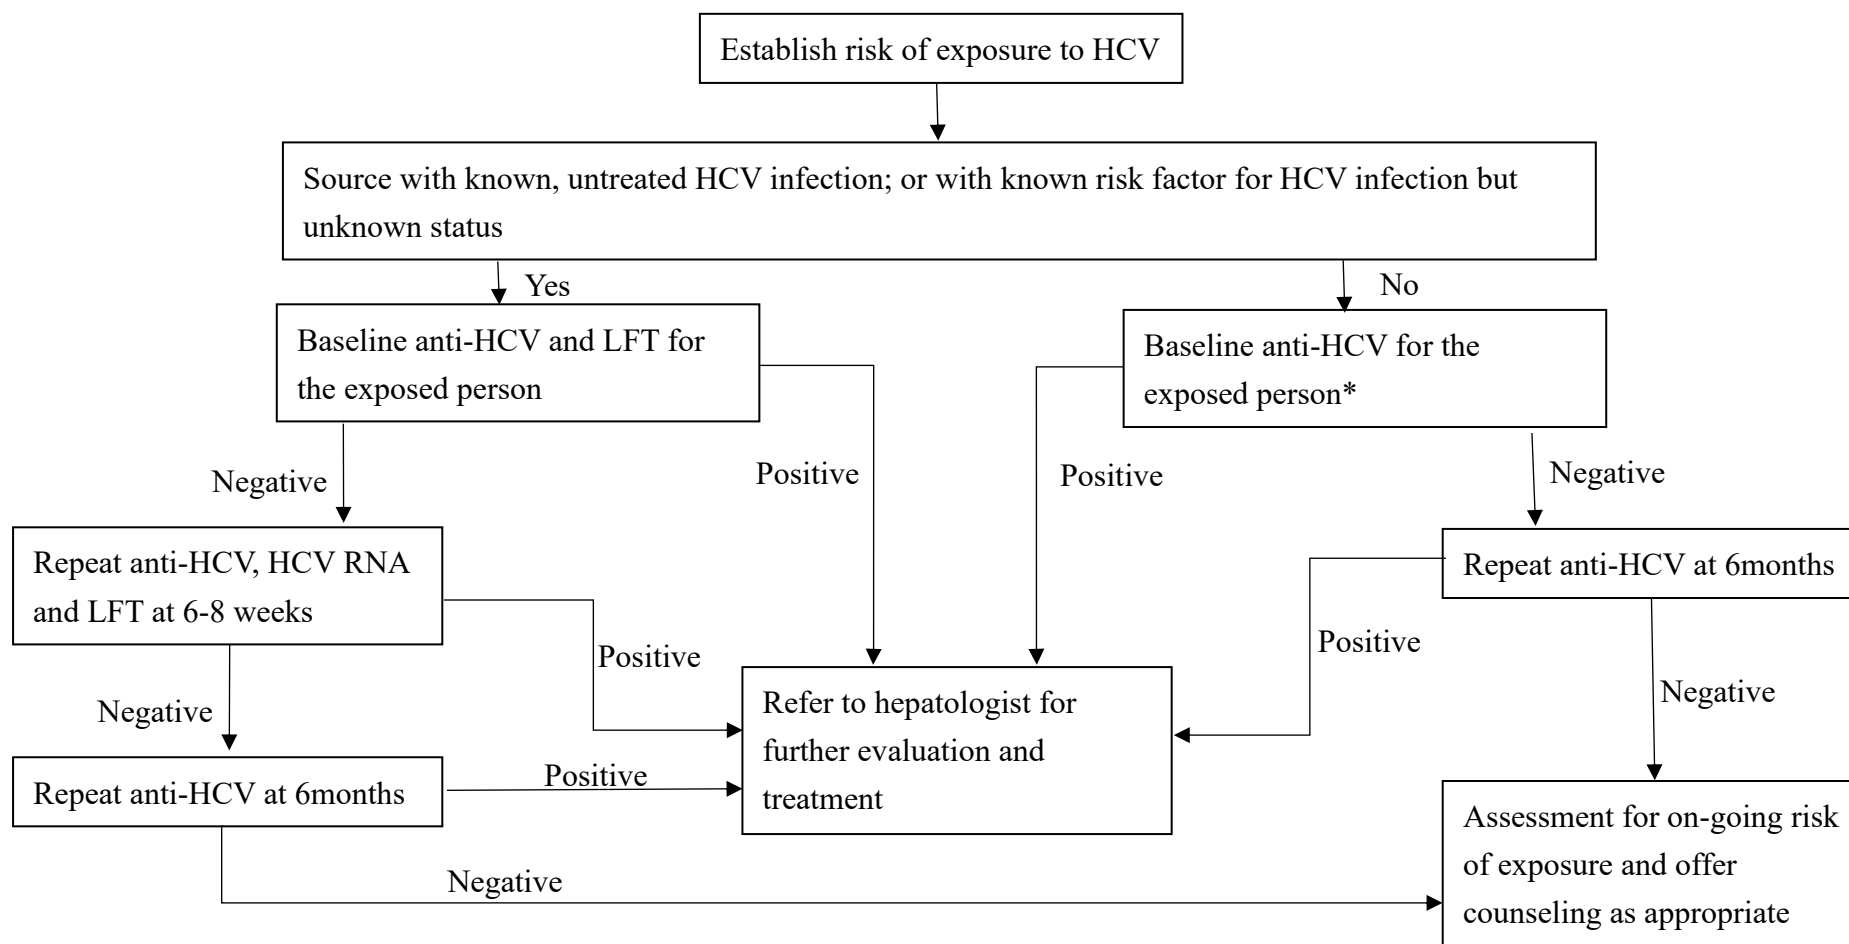 Establish risk of exposure to HCV
Source with known, untreated HCV infection; or with known risk factor for HCV infection but
unknown status
Yes
No
Baseline anti-HCV and LFT for
the exposed person
Baseline anti-HCV for the
exposed person*
Negative
Positive
Positive
Negative
Repeat anti-HCV, HCV RNA
and LFT at 6-8 weeks
Repeat anti-HCV at 6months
Positive
Positive
Negative
Negative
Refer to hepatologist for
further evaluation and
treatment
Repeat anti-HCV at 6months
Positive
Assessment for on-going risk
of exposure and offer
counseling as appropriate
Negative